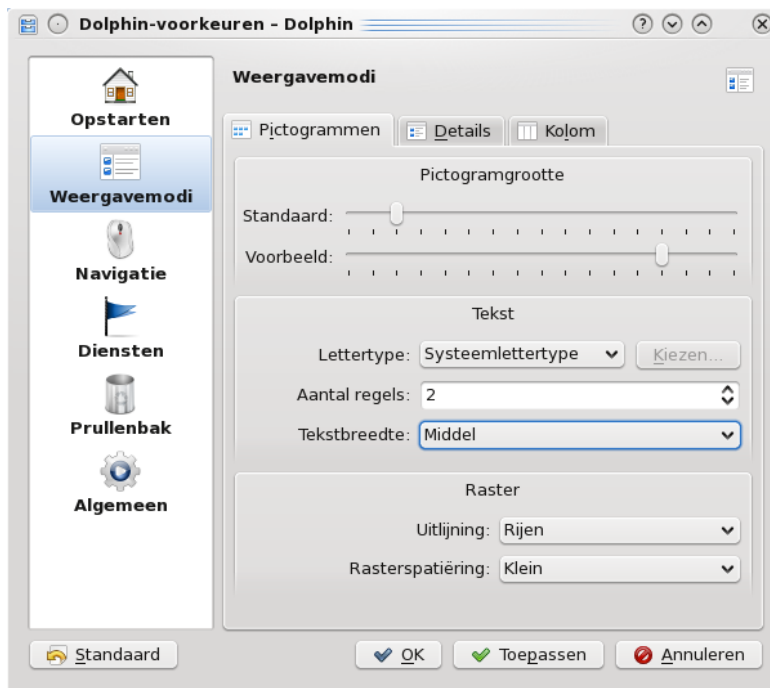 Dolphin-voorkeuren – Dolphin
Opstarten
Weergavemodi
Navigatie
Diensten
Prullenbak
Algemeen
Weergavemodi
Pictogrammen Details Kolom
Pictogramgrootte
Standaard:
Voorbeeld:
Tekst
Lettertype: Systeemlettertype Kiezen...
Aantal regels: 2
Tekstbreedte: Middel
Raster
Uitlijning: Rijen
Rasterspatiëring: Klein
Standaard OK Toepassen Annuleren